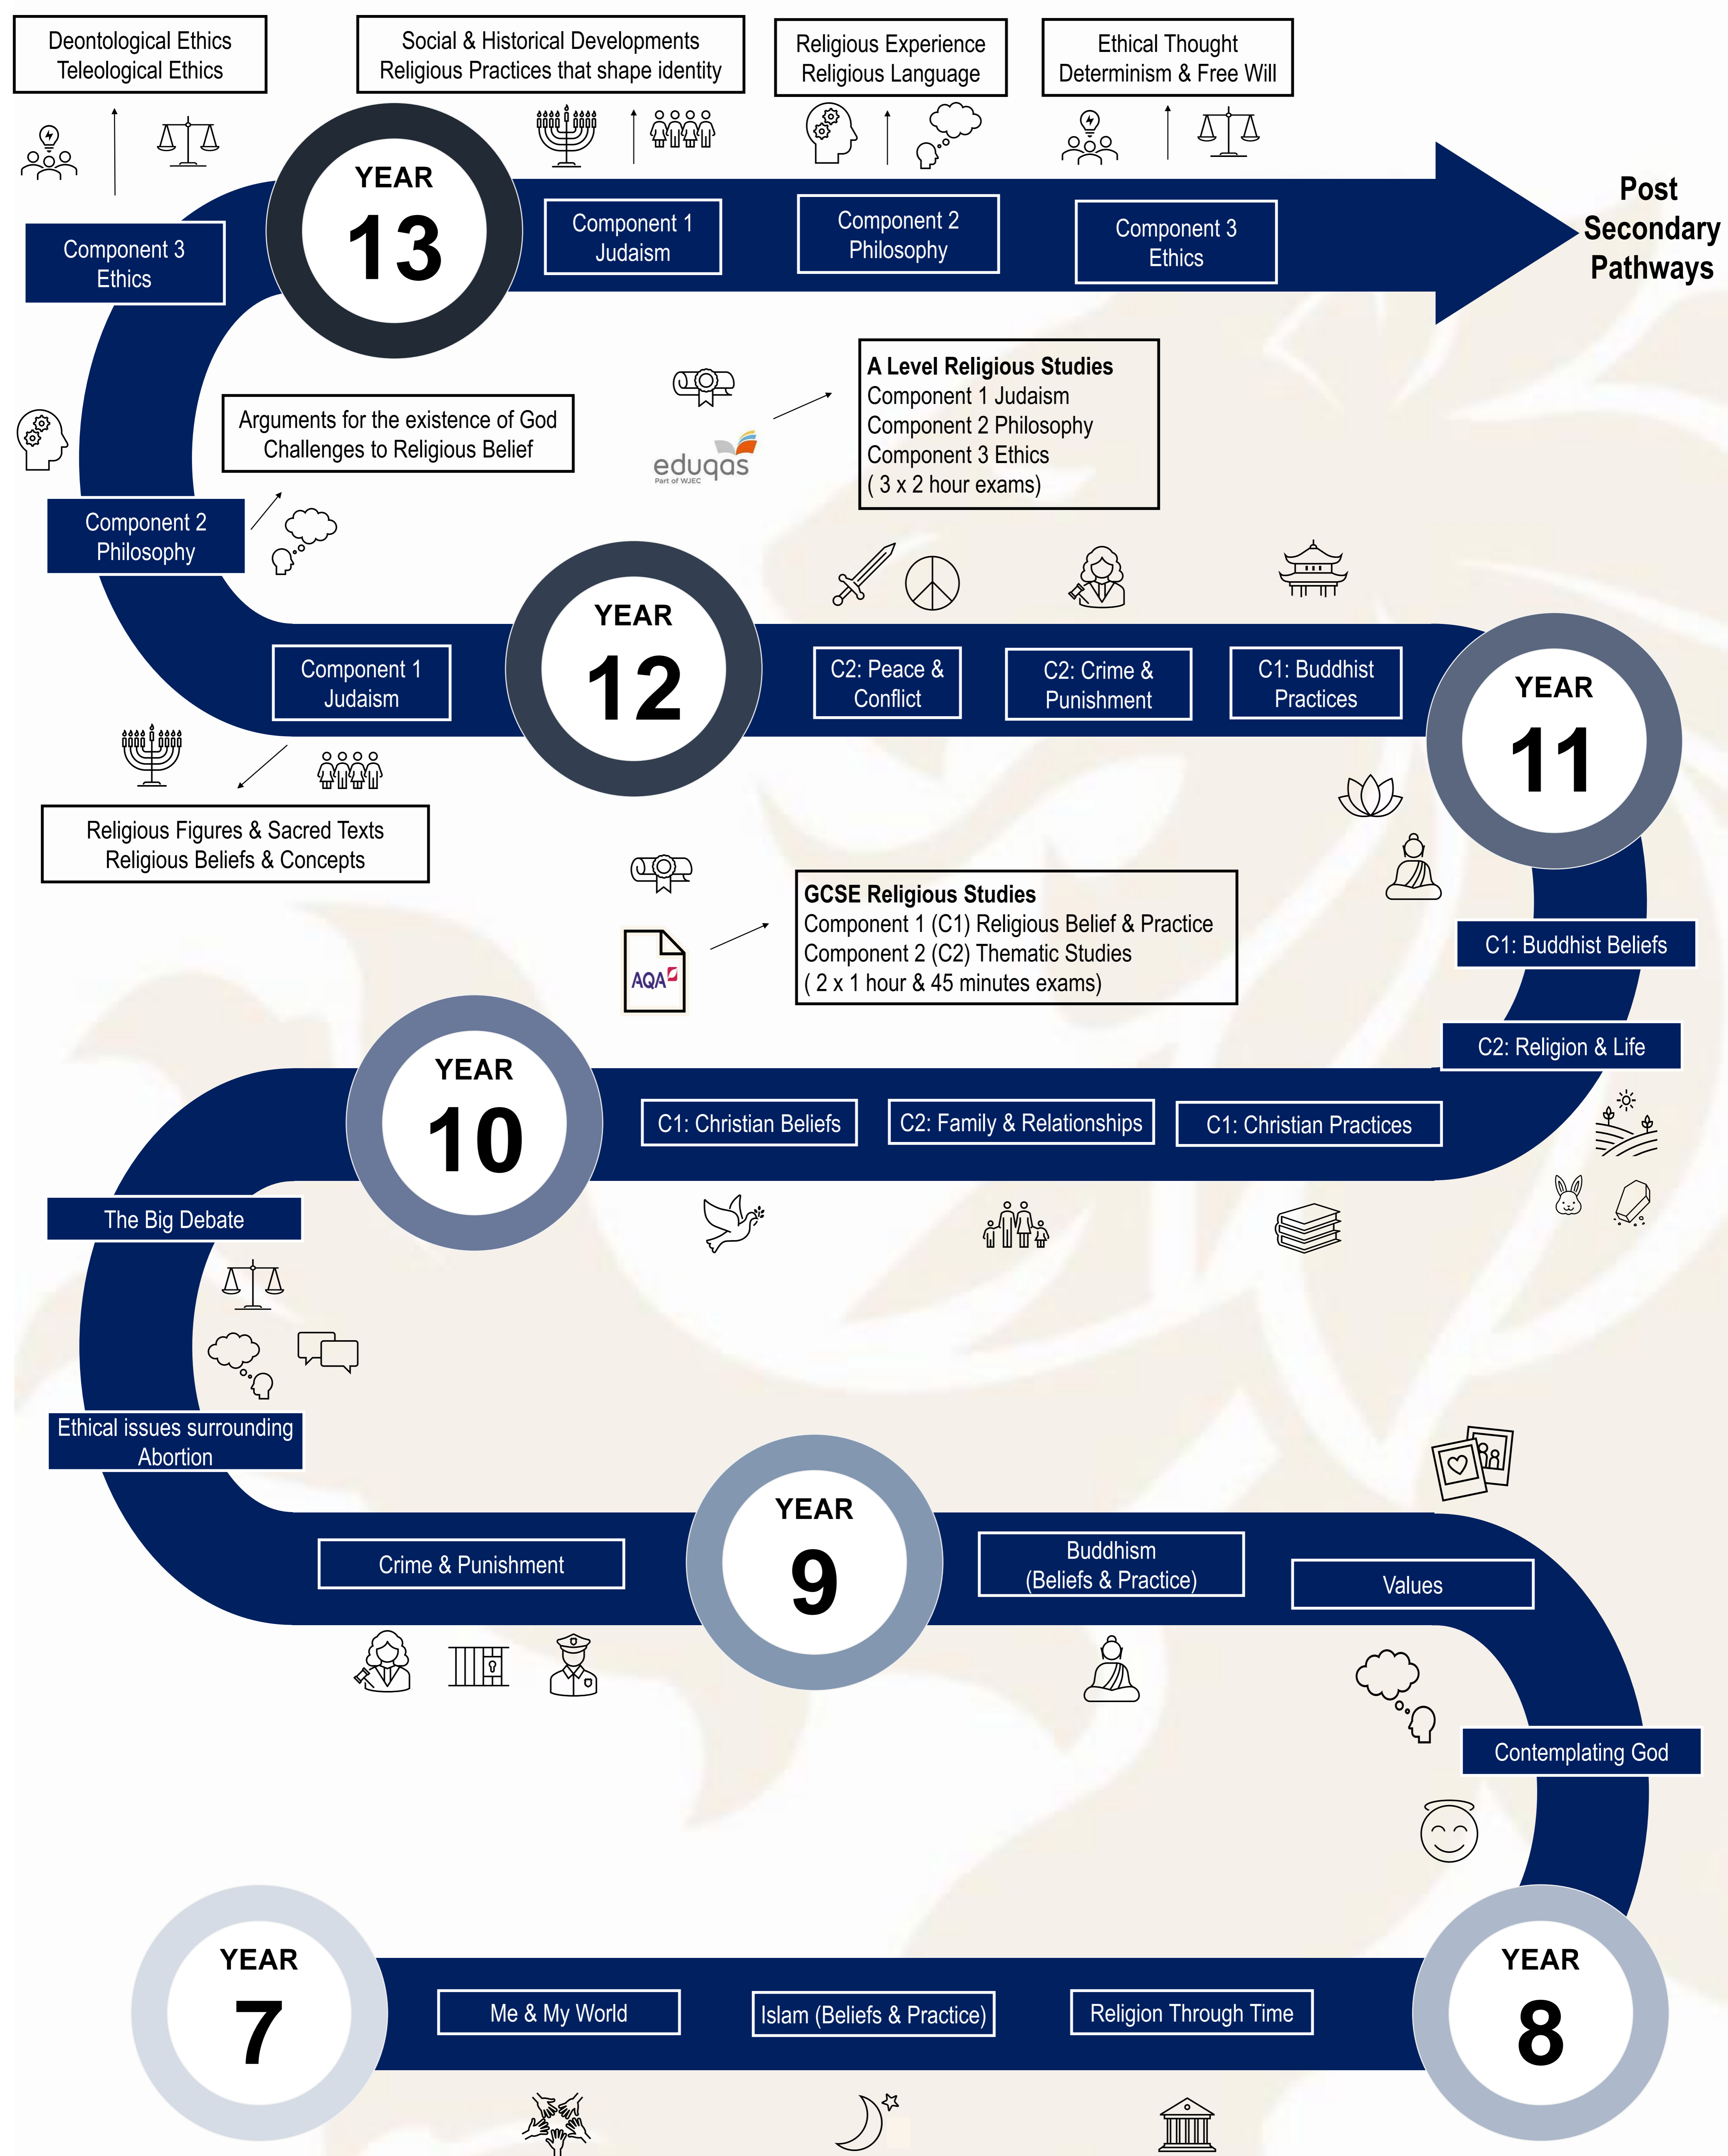 Deontological Ethics
Teleological Ethics
Social & Historical Developments
Religious Practices that shape identity
Religious Experience
Religious Language
Ethical Thought
Determinism & Free Will
YEAR
13
Component 3
Ethics
Component 1
Judaism
Component 2
Philosophy
Component 3
Ethics
Post
Secondary
Pathways
Arguments for the existence of God
Challenges to Religious Belief
eduqas
Part of WJEC
A Level Religious Studies
Component 1 Judaism
Component 2 Philosophy
Component 3 Ethics
( 3 x 2 hour exams)
Component 2
Philosophy
Component 1
Judaism
YEAR
12
C2: Peace &
Conflict
C2: Crime &
Punishment
C1: Buddhist
Practices
YEAR
11
Religious Figures & Sacred Texts
Religious Beliefs & Concepts
AQA
GCSE Religious Studies
Component 1 (C1) Religious Belief & Practice
Component 2 (C2) Thematic Studies
( 2 x 1 hour & 45 minutes exams)
C1: Buddhist Beliefs
C2: Religion & Life
YEAR
10
C1: Christian Beliefs
C2: Family & Relationships
C1: Christian Practices
The Big Debate
Ethical issues surrounding
Abortion
Crime & Punishment
YEAR
9
Buddhism
(Beliefs & Practice)
Values
Contemplating God
YEAR
7
Me & My World
Islam (Beliefs & Practice)
Religion Through Time
YEAR
8